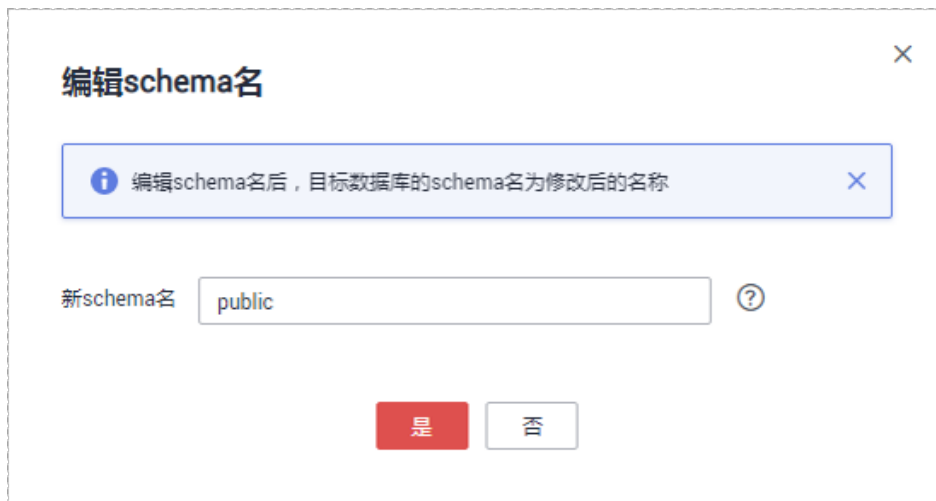 编辑schema名
编辑schema名后，目标数据库的schema名为修改后的名称
新schema名
public
是
否